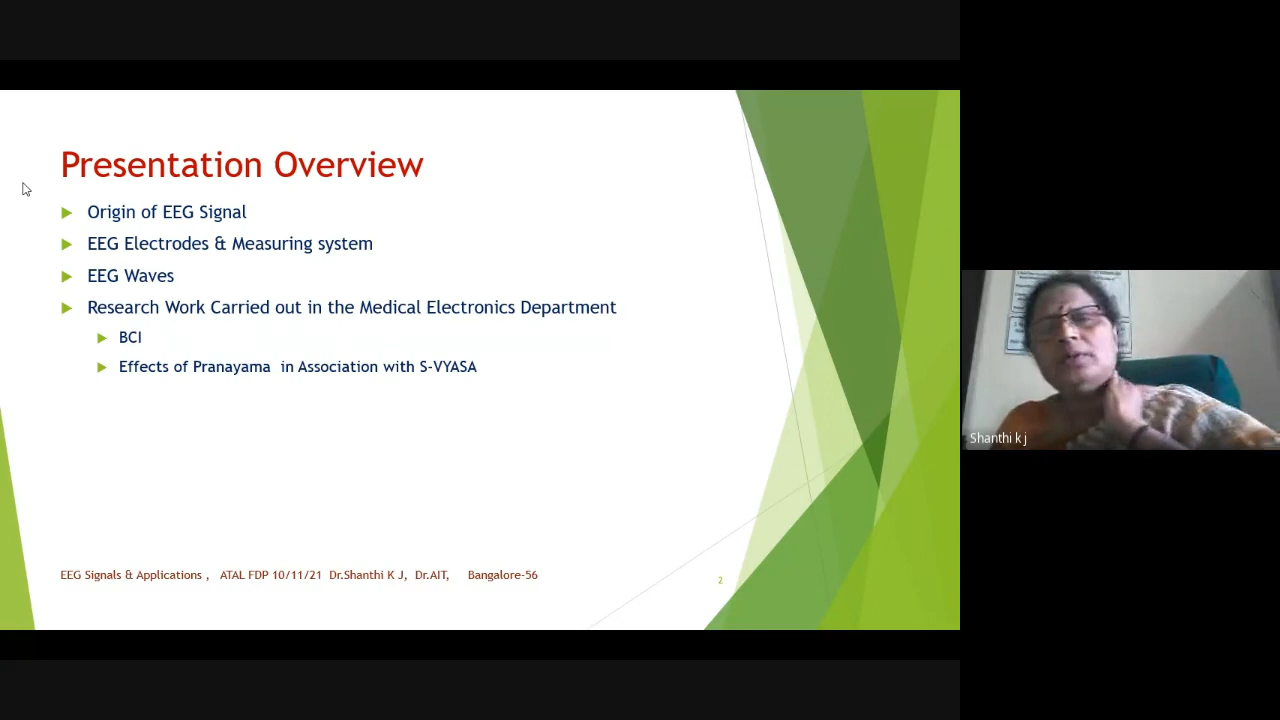 Presentation Overview
Origin of EEG Signal
EEG Electrodes & Measuring system
EEG Waves
Research Work Carried out in the Medical Electronics Department
BCI
Effects of Pranayama in Association with S-VYASA
EEG Signals & Applications , ATAL FDP 10/11/21 Dr.Shanthi K J, Dr.AIT, Bangalore-56
2
Shanthi k j